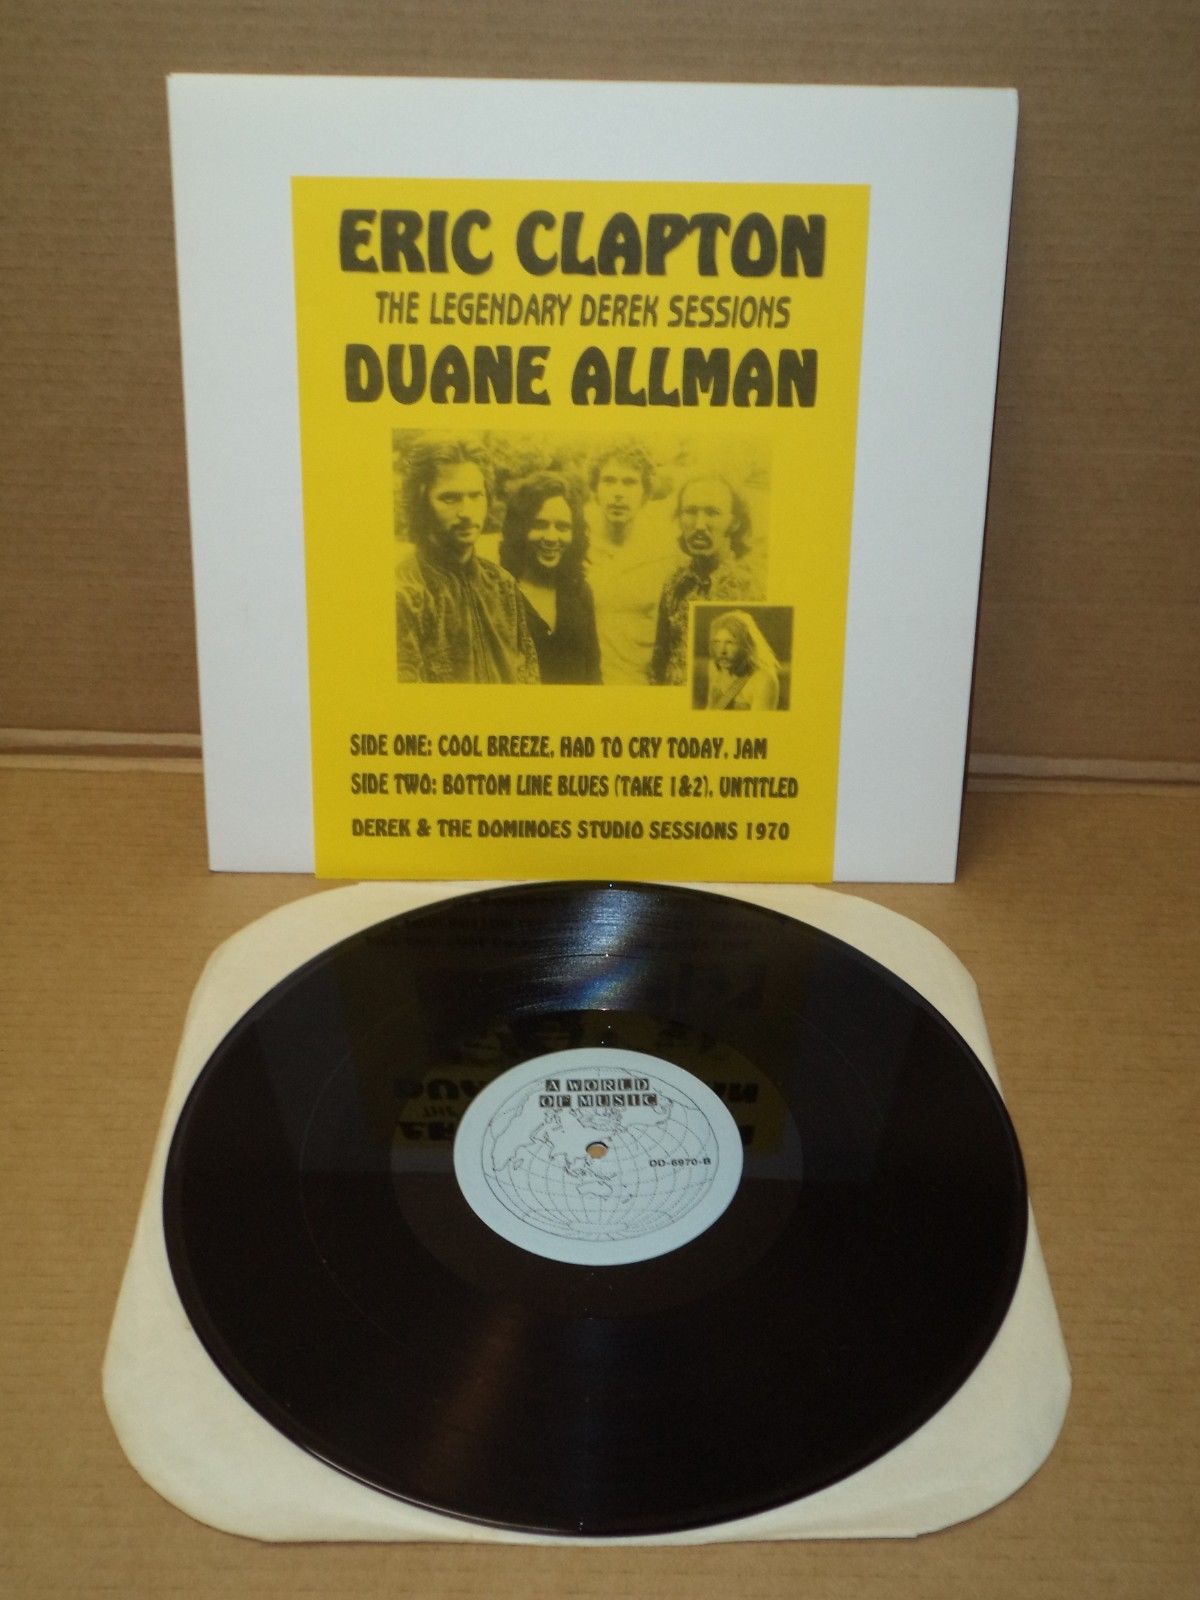 ERIC CLAPTON
THE LEGENDARY DEREK SESSIONS
DUANE ALLMAN
SIDE ONE: COOL BREEZE, HAD TO CRY TODAY, JAM
SIDE TWO: BOTTOM LINE BLUES (TAKE 1&2), UNTITLED
DEREK & THE DOMINOES STUDIO SESSIONS 1970
A WORLD
OF MUSIC
DD-6970-B